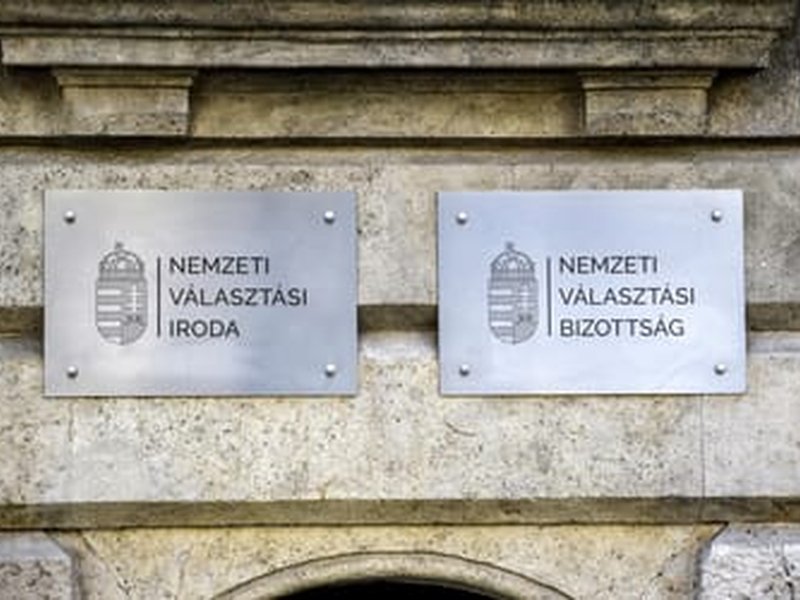 NEMZETI
VÁLASZTÁSI
IRODA
NEMZETI
VÁLASZTÁSI
BIZOTTSÁG